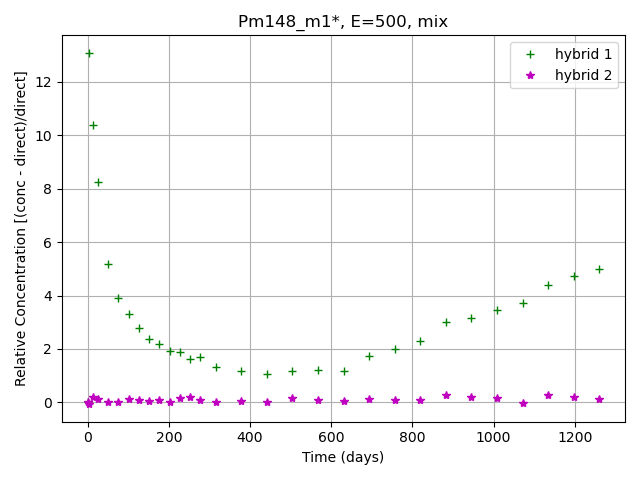 Pm148_m1*, E=500, mix
hybrid 1
hybrid 2
Relative Concentration [(conc - direct)/direct]
12
10
8
6
4
2
0
0 200 400 600 800 1000 1200
Time (days)